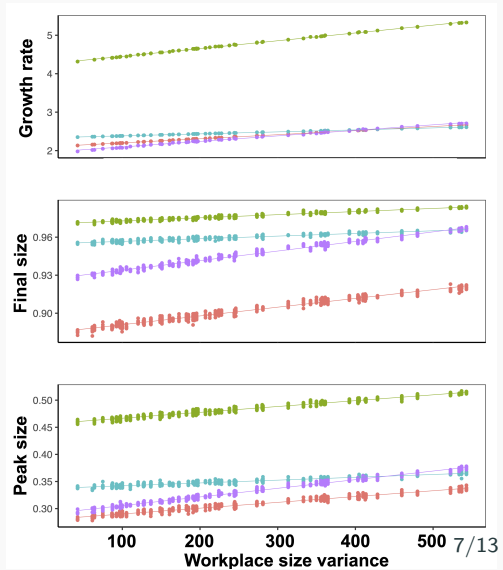 Growth rate
5
4
3
2
Final size
0.96
0.93
0.90
Peak size
0.50
0.45
0.40
0.35
0.30
100 200 300 400 500
7/13
Workplace size variance